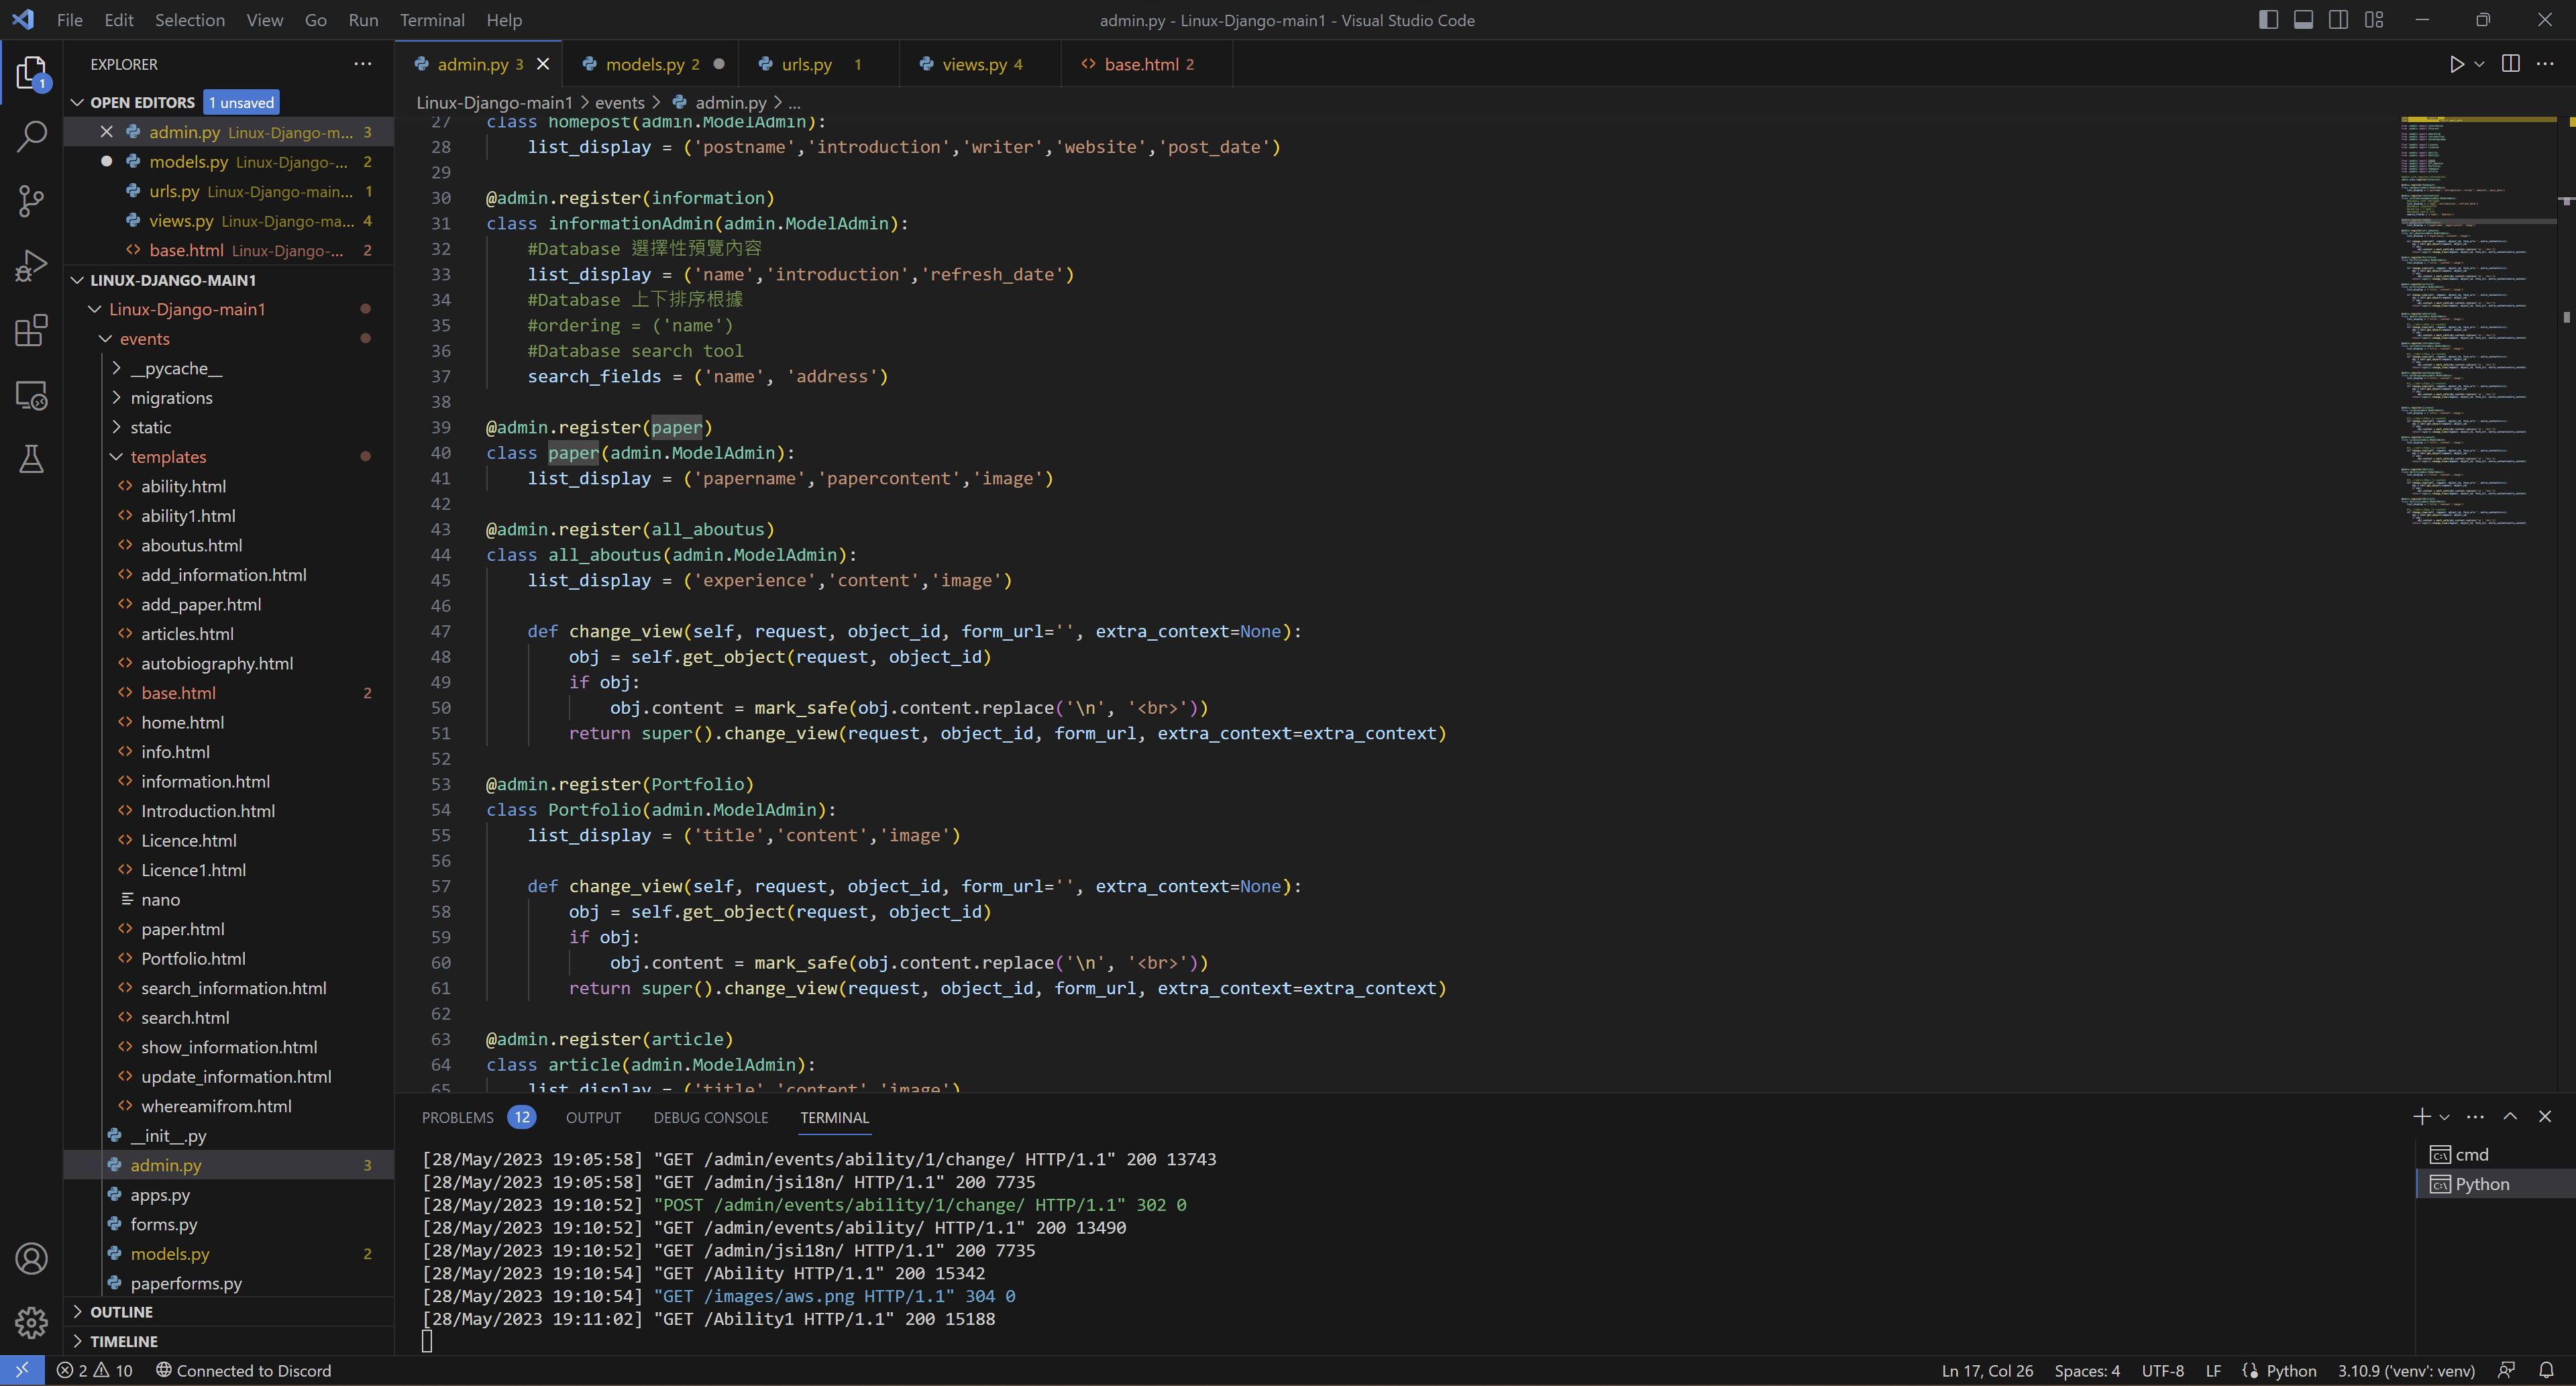 File Edit Selection View Go Run Terminal Help
admin.py - Linux-Django-main1 - Visual Studio Code
EXPLORER
OPEN EDITORS 1 unsaved
admin.py Linux-Django-m... 3
models.py Linux-Django-... 2
urls.py Linux-Django-main... 1
views.py Linux-Django-ma... 4
base.html Linux-Django-... 2
LINUX-DJANGO-MAIN1
Linux-Django-main1
events
__pycache__
migrations
static
templates
ability.html
ability1.html
aboutus.html
add_information.html
add_paper.html
articles.html
autobiography.html
base.html 2
home.html
info.html
information.html
Introduction.html
Licence.html
Licence1.html
nano
paper.html
Portfolio.html
search_information.html
search.html
show_information.html
update_information.html
whereamifrom.html
__init__.py
admin.py 3
apps.py
forms.py
models.py 2
paperforms.py
OUTLINE
TIMELINE
admin.py 3 models.py 2 urls.py 1 views.py 4 base.html 2
Linux-Django-main1 > events > admin.py > ...
27 class homepost(admin.ModelAdmin):
28 list_display = ('postname','introduction','writer','website','post_date')
29
30 @admin.register(information)
31 class informationAdmin(admin.ModelAdmin):
32 #Database 選擇性預覽內容
33 list_display = ('name','introduction','refresh_date')
34 #Database 上下排序根據
35 #ordering = ('name')
36 #Database search tool
37 search_fields = ('name', 'address')
38
39 @admin.register(paper)
40 class paper(admin.ModelAdmin):
41 list_display = ('papername','papercontent','image')
42
43 @admin.register(all_aboutus)
44 class all_aboutus(admin.ModelAdmin):
45 list_display = ('experience','content','image')
46
47 def change_view(self, request, object_id, form_url='', extra_context=None):
48 obj = self.get_object(request, object_id)
49 if obj:
50 obj.content = mark_safe(obj.content.replace('\n', '<br>'))
51 return super().change_view(request, object_id, form_url, extra_context=extra_context)
52
53 @admin.register(Portfolio)
54 class Portfolio(admin.ModelAdmin):
55 list_display = ('title','content','image')
56
57 def change_view(self, request, object_id, form_url='', extra_context=None):
58 obj = self.get_object(request, object_id)
59 if obj:
60 obj.content = mark_safe(obj.content.replace('\n', '<br>'))
61 return super().change_view(request, object_id, form_url, extra_context=extra_context)
62
63 @admin.register(article)
64 class article(admin.ModelAdmin):
65 list_display = ('title','content','image')
PROBLEMS 12 OUTPUT DEBUG CONSOLE TERMINAL
[28/May/2023 19:05:58] "GET /admin/events/ability/1/change/ HTTP/1.1" 200 13743
[28/May/2023 19:05:58] "GET /admin/jsi18n/ HTTP/1.1" 200 7735
[28/May/2023 19:10:52] "POST /admin/events/ability/1/change/ HTTP/1.1" 302 0
[28/May/2023 19:10:52] "GET /admin/events/ability/ HTTP/1.1" 200 13490
[28/May/2023 19:10:52] "GET /admin/jsi18n/ HTTP/1.1" 200 7735
[28/May/2023 19:10:54] "GET /Ability HTTP/1.1" 200 15342
[28/May/2023 19:10:54] "GET /images/aws.png HTTP/1.1" 304 0
[28/May/2023 19:11:02] "GET /Ability1 HTTP/1.1" 200 15188
cmd
Python
2 10 Connected to Discord
Ln 17, Col 26 Spaces: 4 UTF-8 LF Python 3.10.9 ('venv': venv)